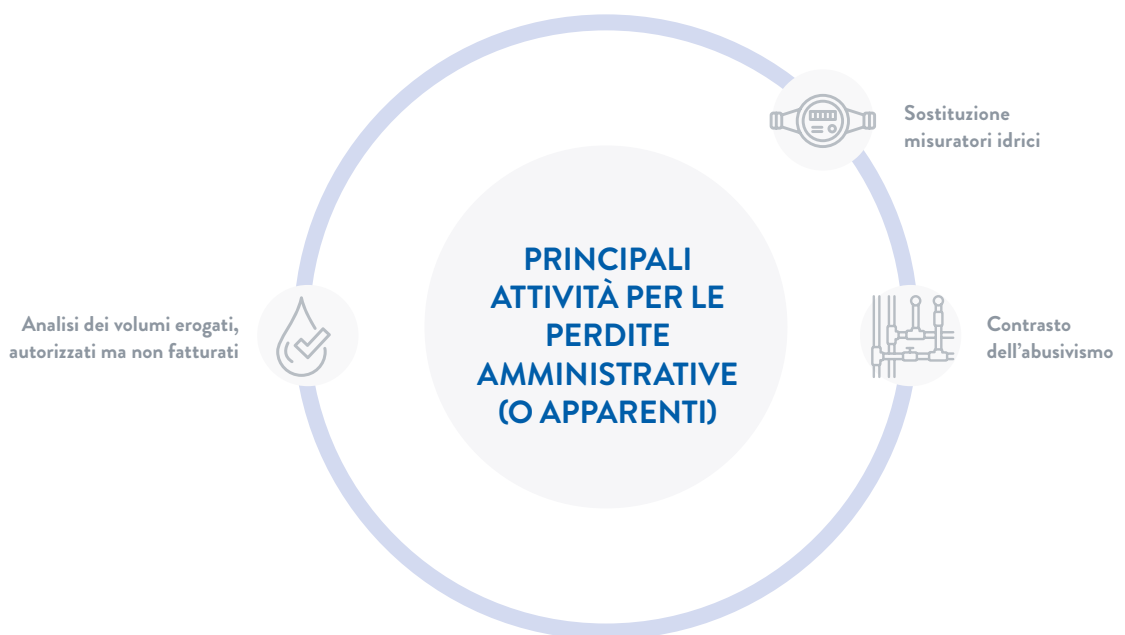 Sostituzione
misuratori idrici
PRINCIPALI
ATTIVITÀ PER LE
PERDITE
AMMINISTRATIVE
(O APPARENTI)
Analisi dei volumi erogati,
autorizzati ma non fatturati
Contrasto
dell'abusivismo